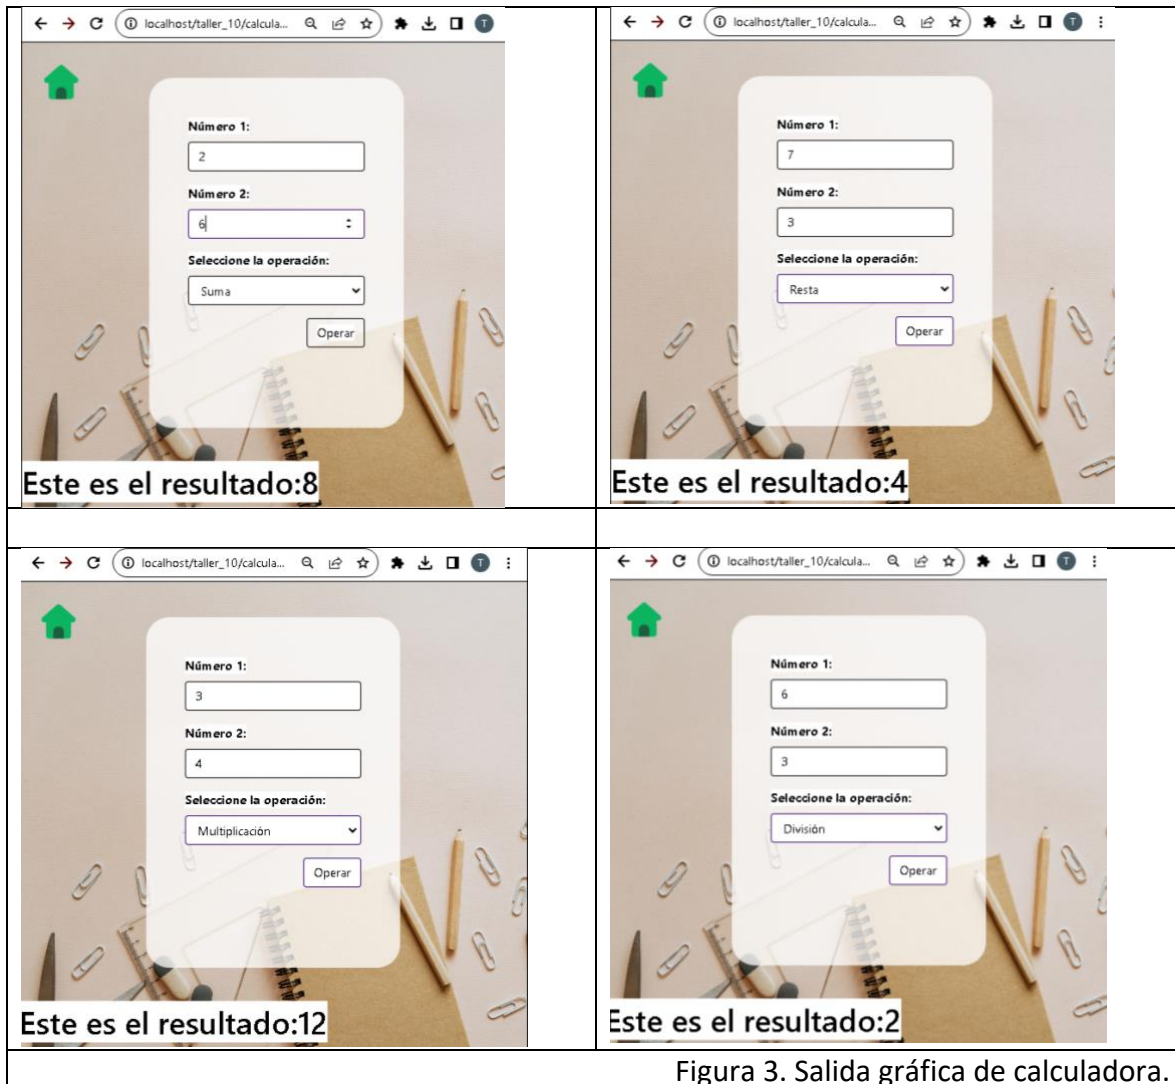 localhost/taller_10/calcula...
T
Número 1:
2
Número 2:
6
Seleccione la operación:
Suma
Operar
Este es el resultado:8
localhost/taller_10/calcula...
T
Número 1:
7
Número 2:
3
Seleccione la operación:
Resta
Operar
Este es el resultado:4
localhost/taller_10/calcula...
T
Número 1:
3
Número 2:
4
Seleccione la operación:
Multiplicación
Operar
Este es el resultado:12
localhost/taller_10/calcula...
T
Número 1:
6
Número 2:
3
Seleccione la operación:
División
Operar
Este es el resultado:2
Figura 3. Salida gráfica de calculadora.